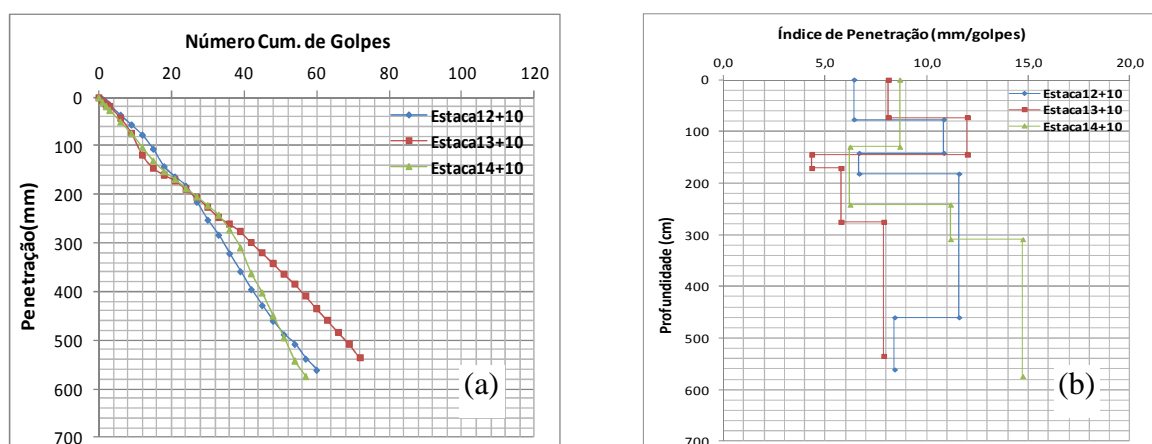 Número Cum. de Golpes
0 20 40 60 80 100 120
0
100
200
300
400
500
600
700
Penetração(mm)
Estaca12+10
Estaca13+10
Estaca14+10
(a)
Índice de Penetração (mm/golpes)
0,0 5,0 10,0 15,0 20,0
0
100
200
300
400
500
600
700
Profundidade (cm)
Estaca12+10
Estaca13+10
Estaca14+10
(b)